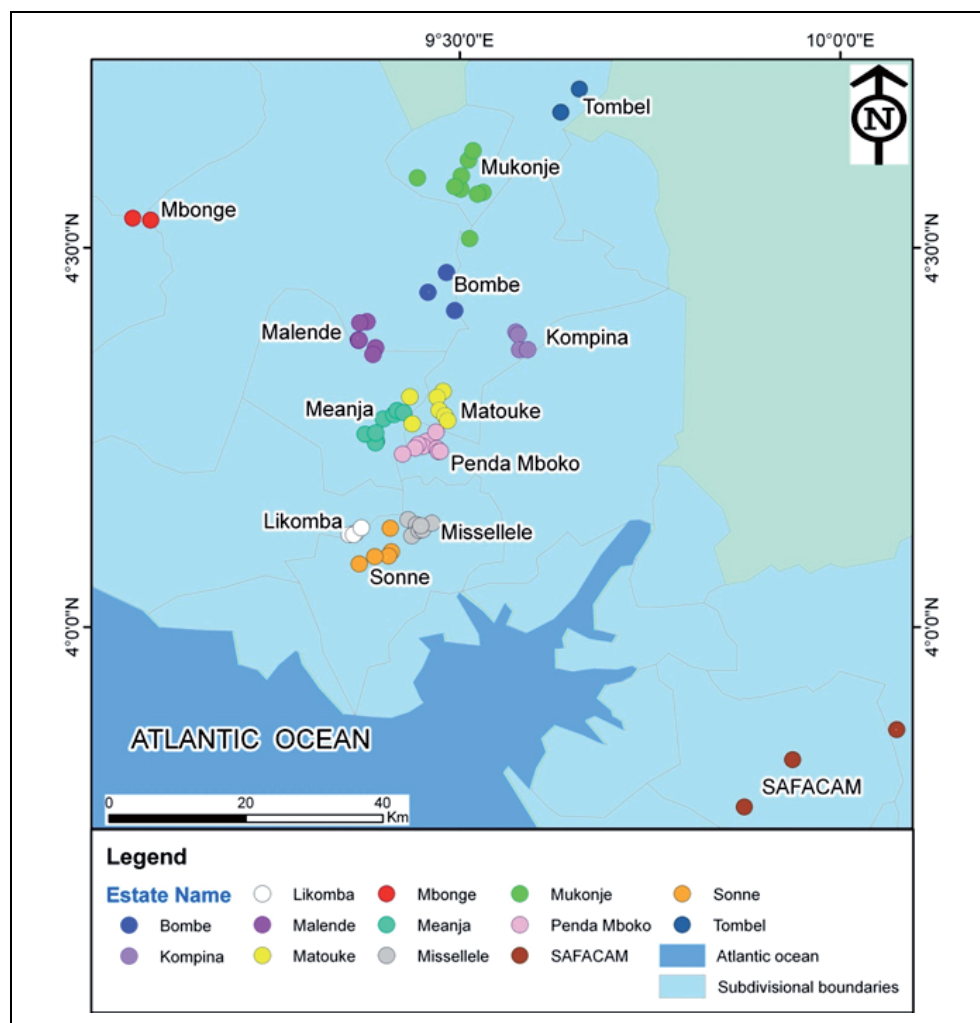 9°30'0"E 10°0'0"E
N
Tombel
Mukonje
Mbonge
4°30'0"N 4°30'0"N
Bombe
Malende
Kompina
Meanja
Matouke
Penda Mboko
Likomba
Missellele
Sonne
4°0'0"N 4°0'0"N
ATLANTIC OCEAN
SAFACAM
0 20 40
Km
Legend
Estate Name Likomba Mbonge Mukonje Sonne
Bombe Malende Meanja Penda Mboko Tombel
Kompina Matouke Missellele SAFACAM Atlantic ocean
Subdivisional boundaries